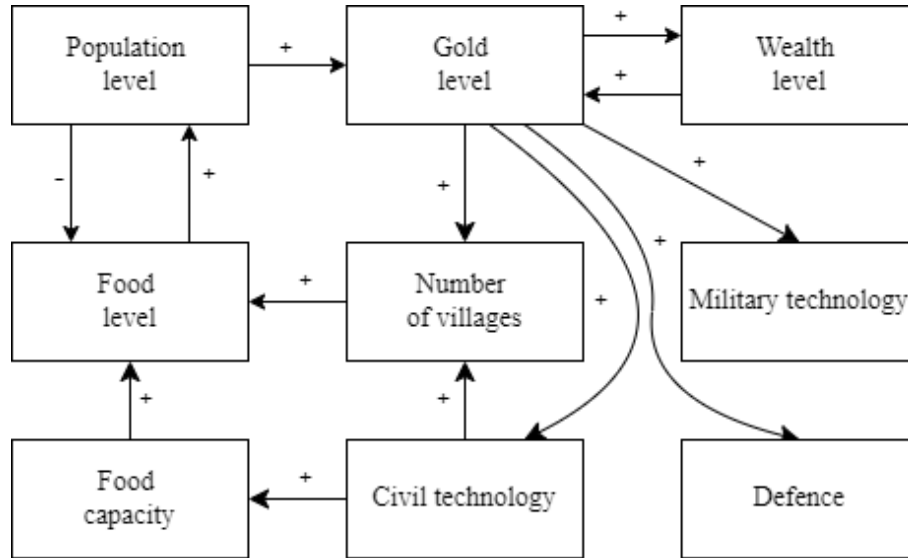 Population
level
+
Gold
level
+
+
Wealth
level
-
+
+
+
+
+
Food
level
+
Number
of villages
Military technology
+
+
Food
capacity
+
Civil technology
Defence